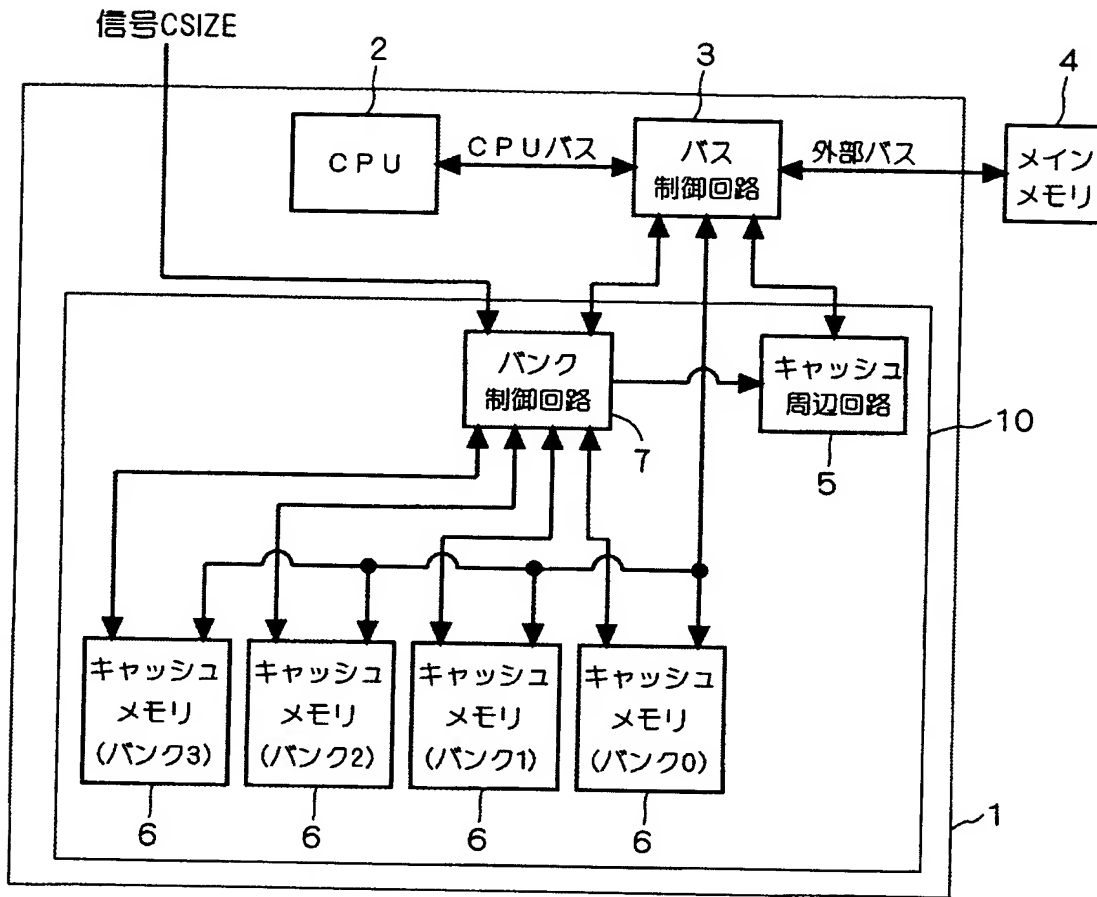 信号CSIZE
2
3
4
CPU
CPUバス
バス
制御回路
外部バス
メイン
メモリ
バンク
制御回路
キャッシュ
周辺回路
7
5
10
キャッシュ
メモリ
(バンク3)
キャッシュ
メモリ
(バンク2)
キャッシュ
メモリ
(バンク1)
キャッシュ
メモリ
(バンク0)
6
6
6
6
1